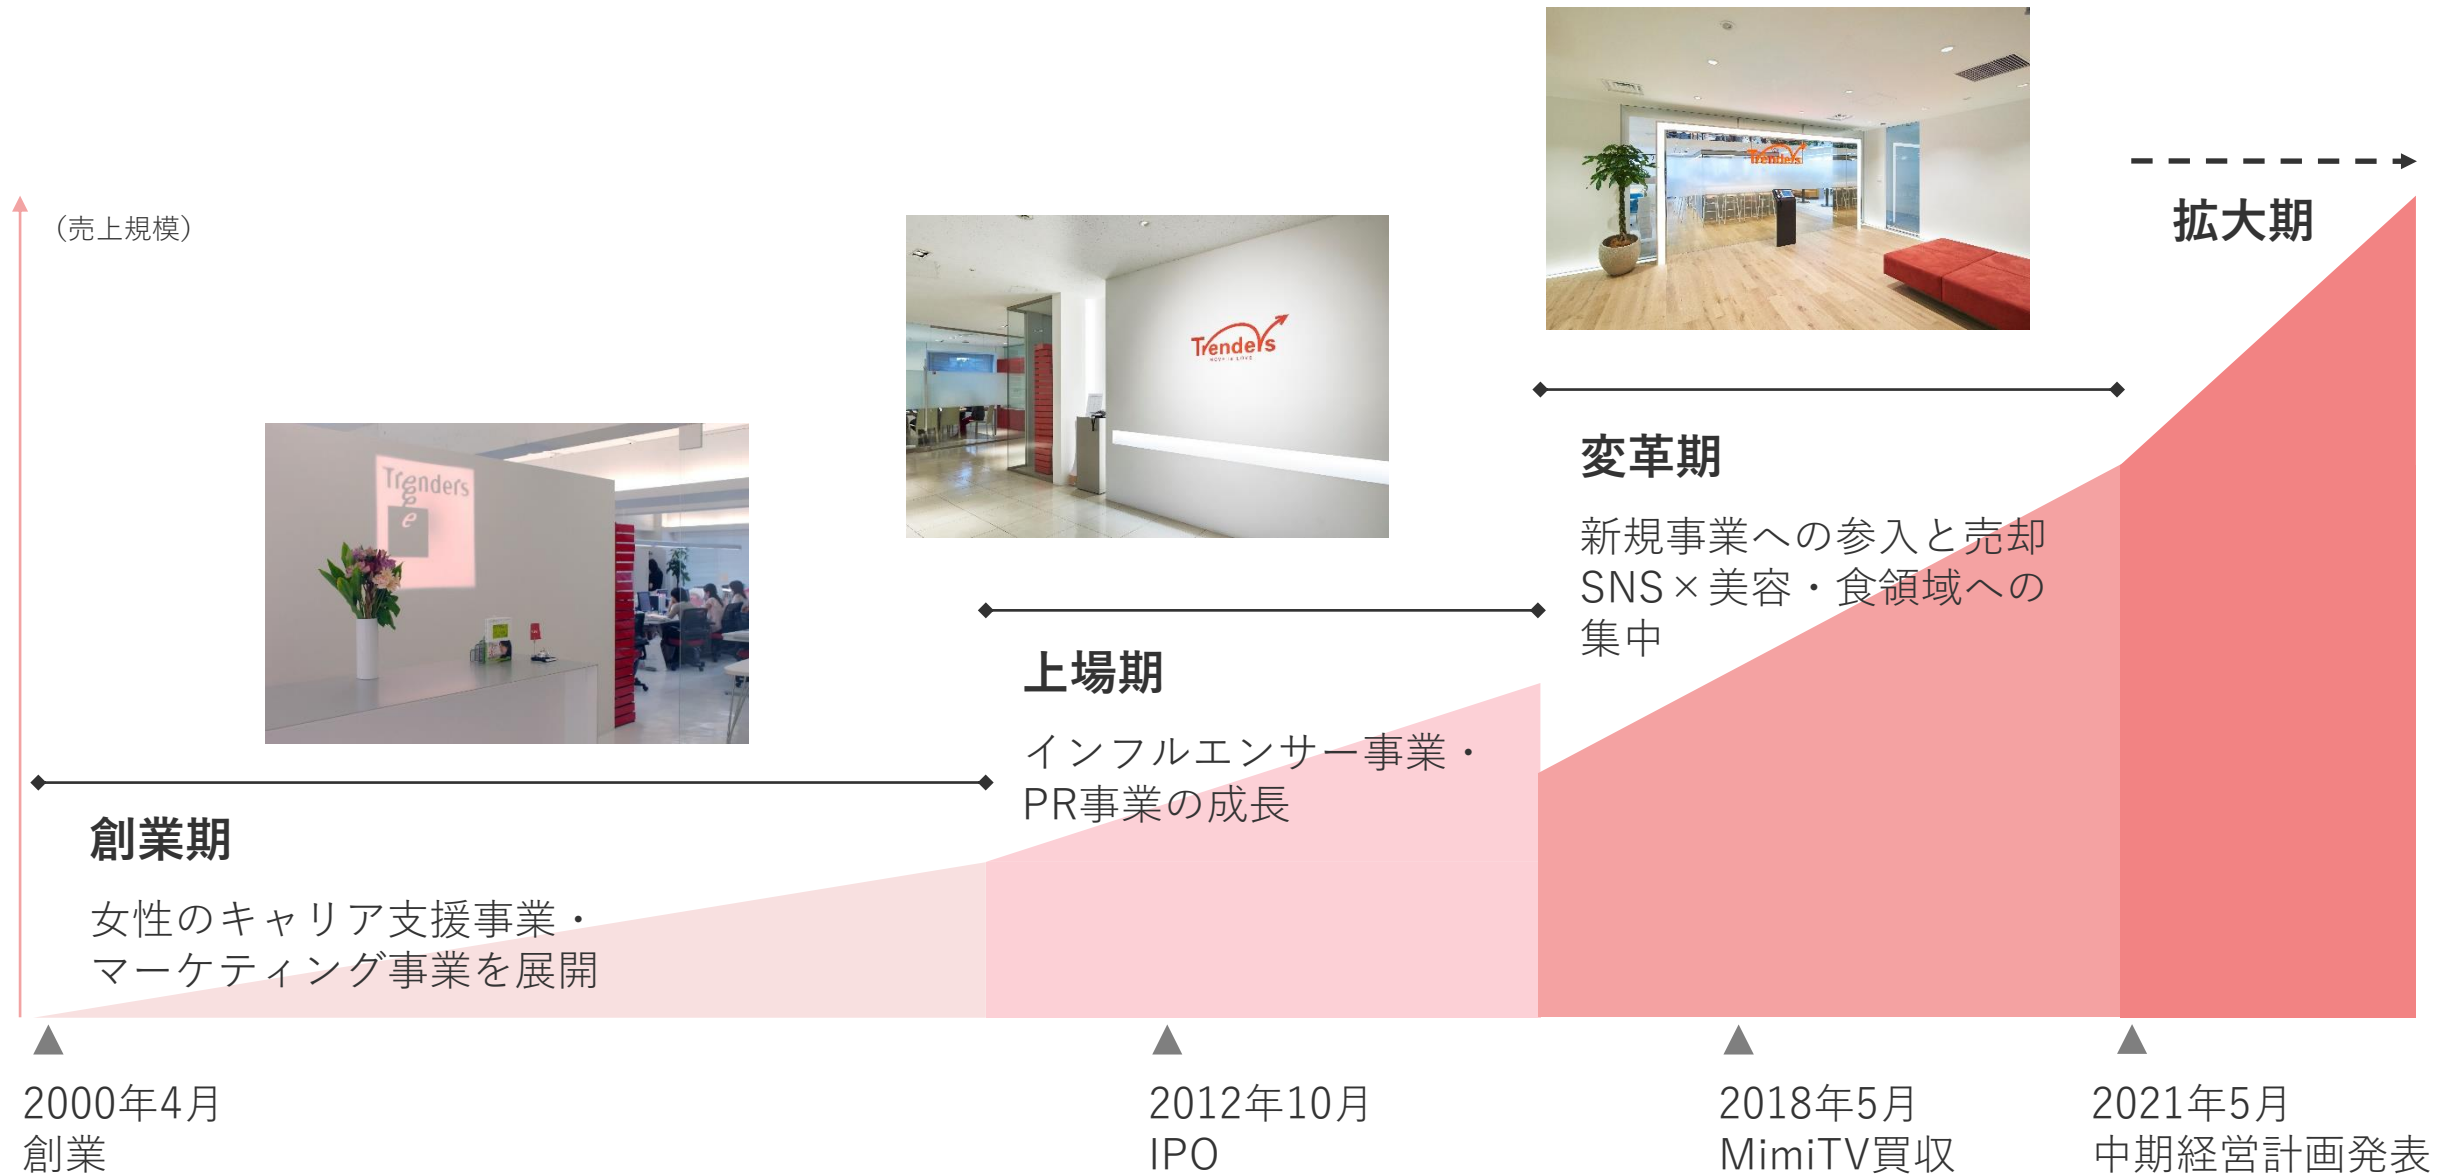 （売上規模）
Trenders
Trenders
Trenders
拡大期
変革期
新規事業への参入と売却
SNS×美容・食領域への
集中
上場期
インフルエンサー事業・
PR事業の成長
創業期
女性のキャリア支援事業・
マーケティング事業を展開
2000年4月
創業
2012年10月
IPO
2018年5月
MimiTV買収
2021年5月
中期経営計画発表